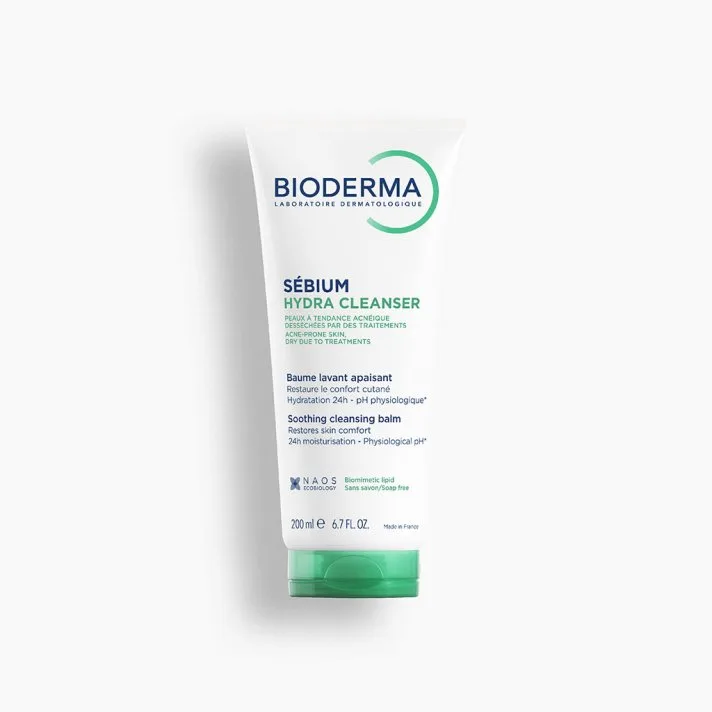 BIODERMA
LABORATOIRE DERMATOLOGIQUE
SÉBIUM
HYDRA CLEANSER
PEAUX À TENDANCE ACNÉIQUE
DESSÉCHÉES PAR DES TRAITEMENTS
ACNE-PRONE SKIN,
DRY DUE TO TREATMENTS
Baume lavant apaisant
Restaure le confort cutané
Hydratation 24h - pH physiologique*
Soothing cleansing balm
Restores skin comfort
24h moisturisation - Physiological pH*
NAOS
ECOBIOLOGY
Biomimetic lipid
Sans savon/Soap free
200 ml ℮ 6.7 FL. OZ.
Made in France